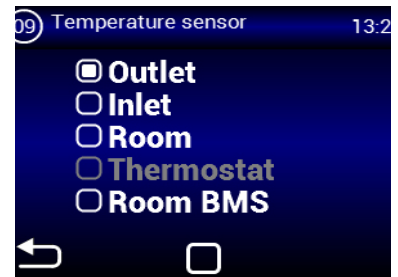 09 Temperature sensor 13:2
Outlet
Inlet
Room
Thermostat
Room BMS